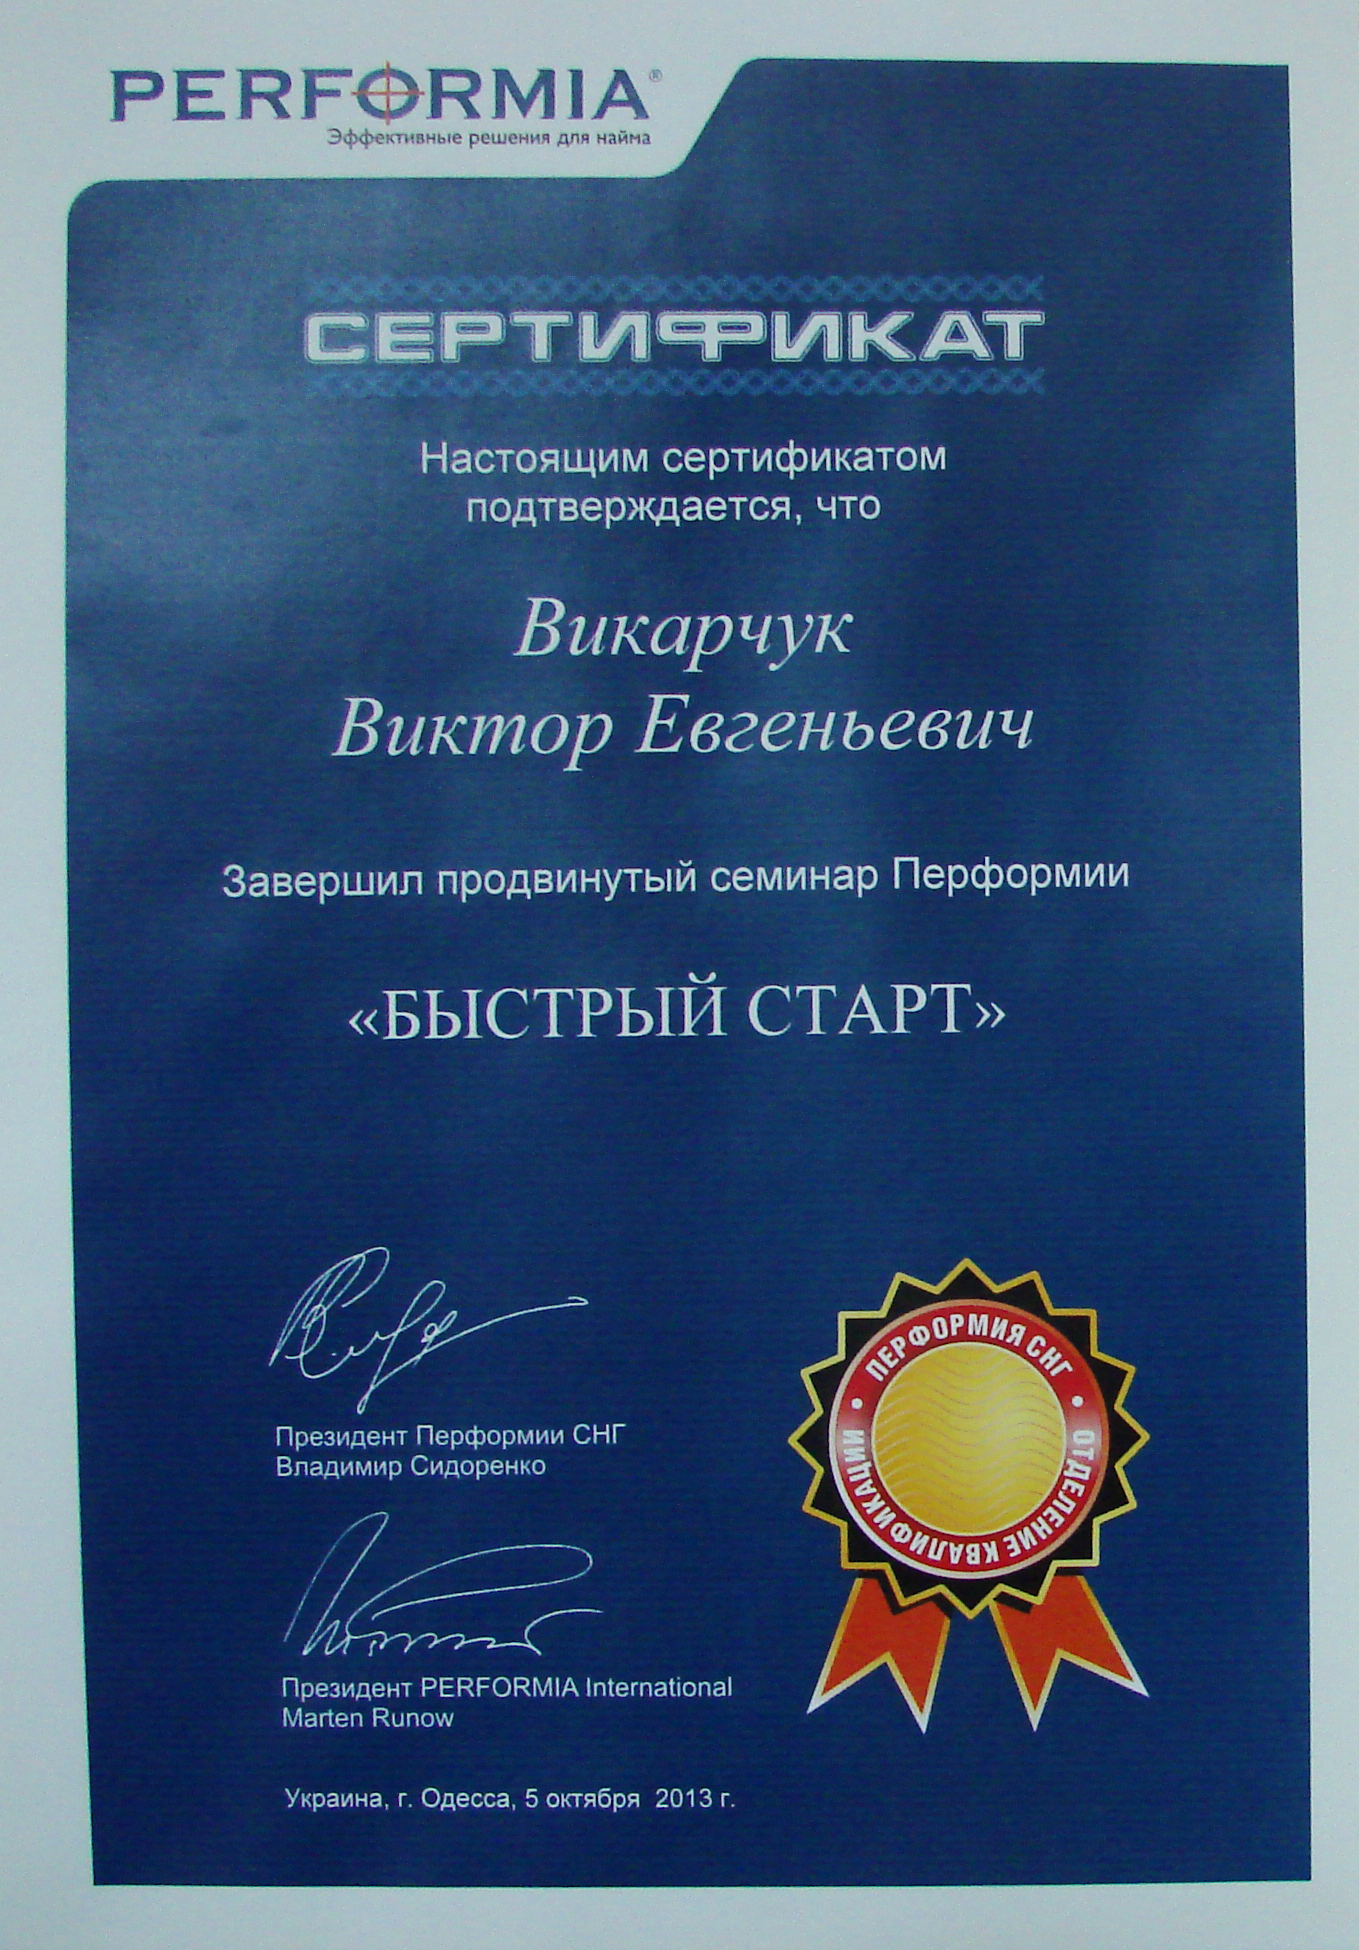 PERFORMIA®
Эффективные решения для найма
СЕРТИФИКАТ
Настоящим сертификатом
подтверждается, что
Викарчук
Виктор Евгеньевич
Завершил продвинутый семинар Перформии
«БЫСТРЫЙ СТАРТ»
Президент Перформии СНГ
Владимир Сидоренко
ПЕРФОРМИЯ СНГ •
ОТДЕЛЕНИЕ КВАЛИФИКАЦИИ •
Президент PERFORMIA International
Marten Runow
Украина, г. Одесса, 5 октября 2013 г.